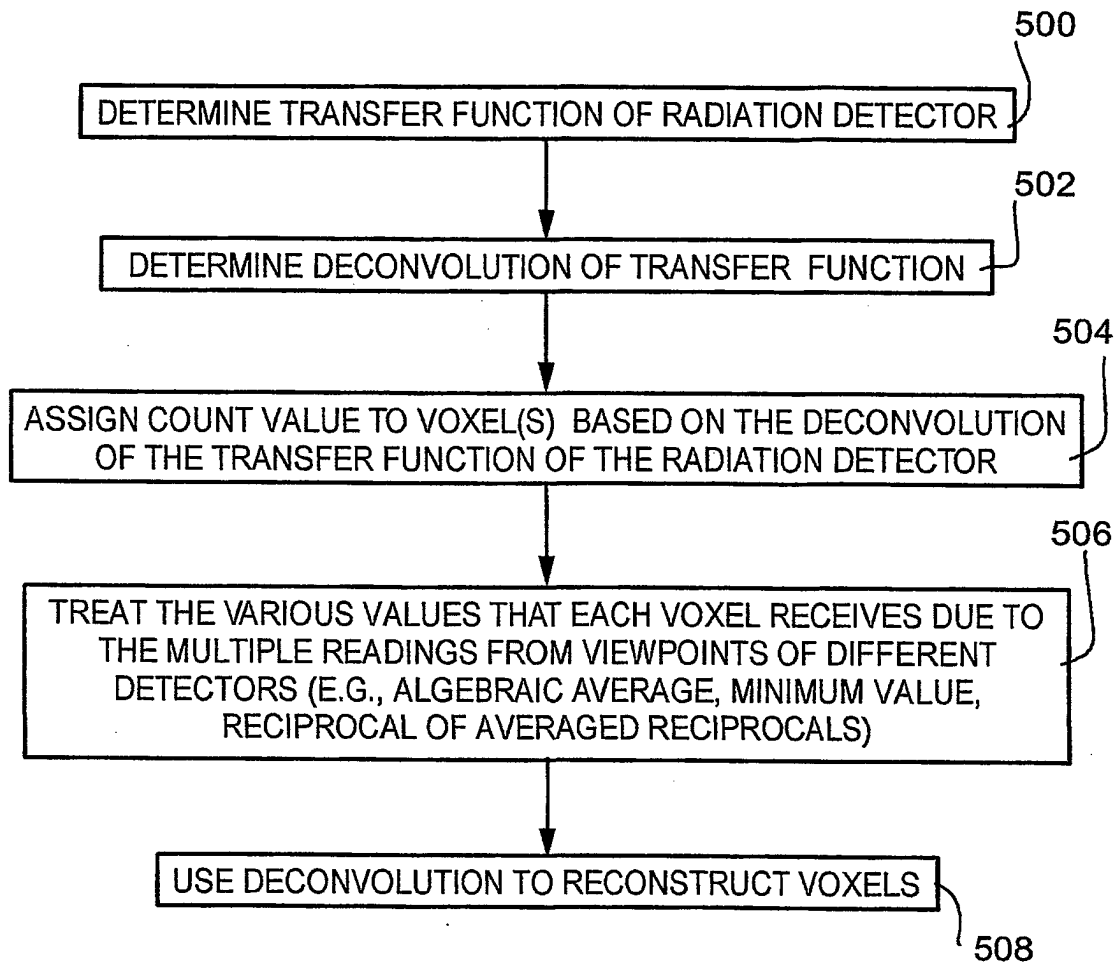 500
DETERMINE TRANSFER FUNCTION OF RADIATION DETECTOR
502
DETERMINE DECONVOLUTION OF TRANSFER FUNCTION
504
ASSIGN COUNT VALUE TO VOXEL(S) BASED ON THE DECONVOLUTION
OF THE TRANSFER FUNCTION OF THE RADIATION DETECTOR
506
TREAT THE VARIOUS VALUES THAT EACH VOXEL RECEIVES DUE TO
THE MULTIPLE READINGS FROM VIEWPOINTS OF DIFFERENT
DETECTORS (E.G., ALGEBRAIC AVERAGE, MINIMUM VALUE,
RECIPROCAL OF AVERAGED RECIPROCALS)
USE DECONVOLUTION TO RECONSTRUCT VOXELS
508